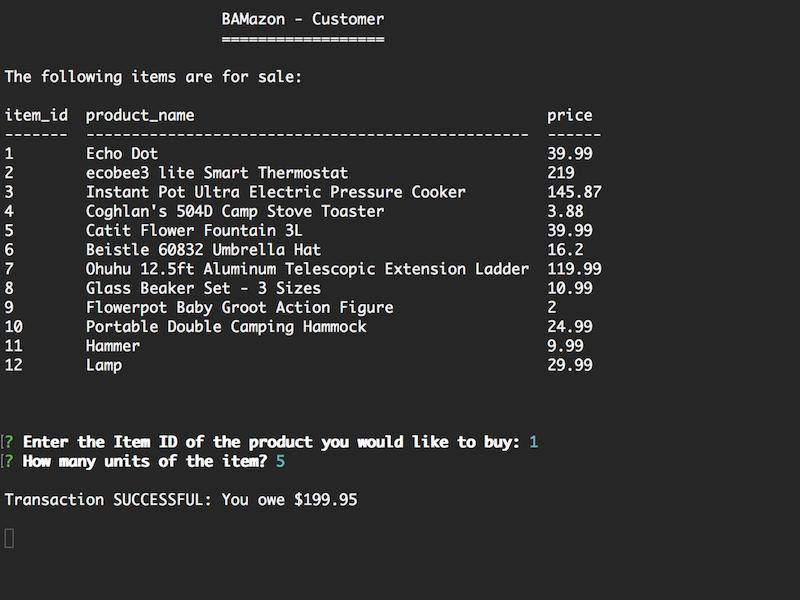 BAMazon - Customer
==================
The following items are for sale:
item_id  product_name                                       price
-------  -------------------------------------------------  ------
1        Echo Dot                                           39.99
2        ecobee3 lite Smart Thermostat                      219
3        Instant Pot Ultra Electric Pressure Cooker         145.87
4        Coghlan's 504D Camp Stove Toaster                  3.88
5        Catit Flower Fountain 3L                           39.99
6        Beistle 60832 Umbrella Hat                         16.2
7        Ohuhu 12.5ft Aluminum Telescopic Extension Ladder  119.99
8        Glass Beaker Set - 3 Sizes                         10.99
9        Flowerpot Baby Groot Action Figure                 2
10       Portable Double Camping Hammock                    24.99
11       Hammer                                             9.99
12       Lamp                                               29.99
? Enter the Item ID of the product you would like to buy: 1
? How many units of the item? 5
Transaction SUCCESSFUL: You owe $199.95